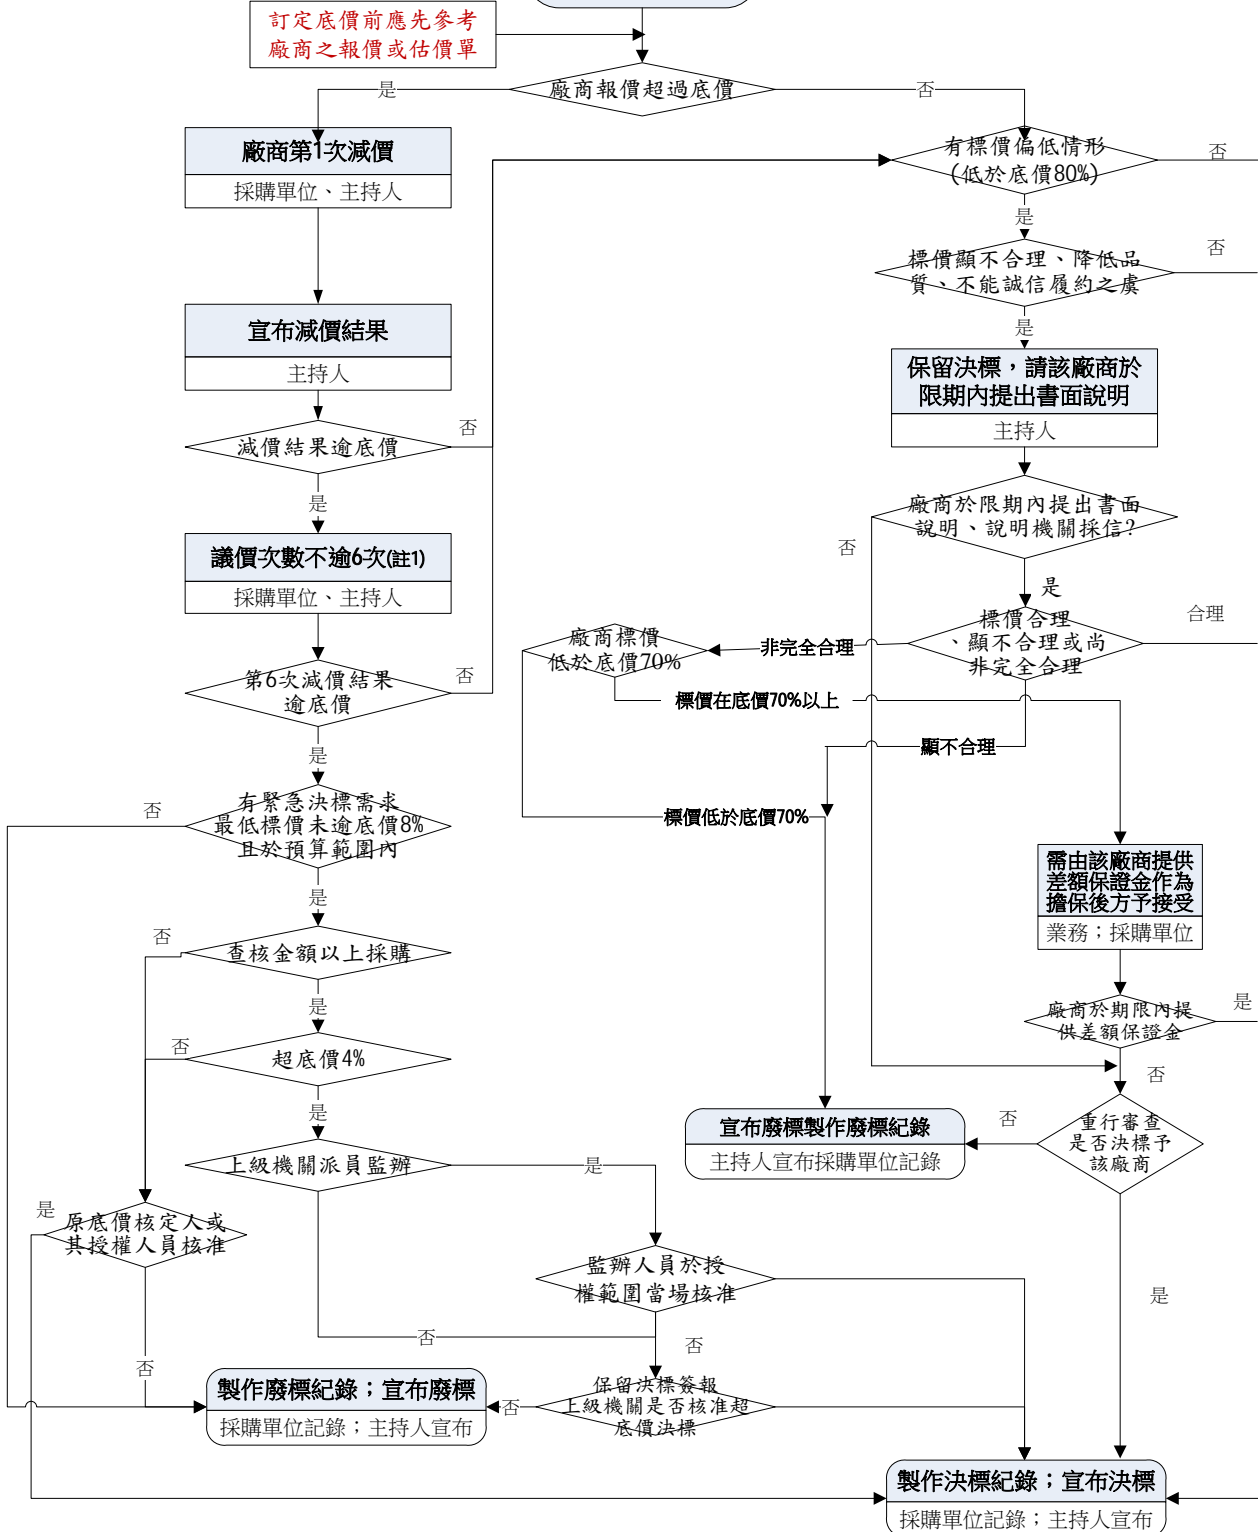 訂定底價前應先參考
廠商之報價或估價單
廠商報價超過底價
是
否
廠商第1次減價
採購單位、主持人
有標價偏低情形
(低於底價80%)
否
是
標價顯不合理、降低品
質、不能誠信履約之虞
否
是
宣布減價結果
主持人
保留決標，請該廠商於
限期內提出書面說明
主持人
減價結果逾底價
否
是
廠商於限期內提出書面
說明、說明機關採信?
否
是
議價次數不逾6次(註1)
採購單位、主持人
標價合理
、顯不合理或尚
非完全合理
合理
非完全合理
廠商標價
低於底價70%
第6次減價結果
逾底價
否
是
標價在底價70%以上
顯不合理
標價低於底價70%
有緊急決標需求
最低標價未逾底價8%
且於預算範圍內
否
是
需由該廠商提供
差額保證金作為
擔保後方予接受
業務；採購單位
查核金額以上採購
否
是
廠商於期限內提
供差額保證金
是
否
超底價4%
否
是
宣布廢標製作廢標紀錄
主持人宣布採購單位記錄
否
重行審查
是否決標予
該廠商
是
上級機關派員監辦
是
否
原底價核定人或
其授權人員核准
是
否
監辦人員於授
權範圍當場核准
否
保留決標簽報
上級機關是否核准超
底價決標
否
製作廢標紀錄；宣布廢標
採購單位記錄；主持人宣布
製作決標紀錄；宣布決標
採購單位記錄；主持人宣布